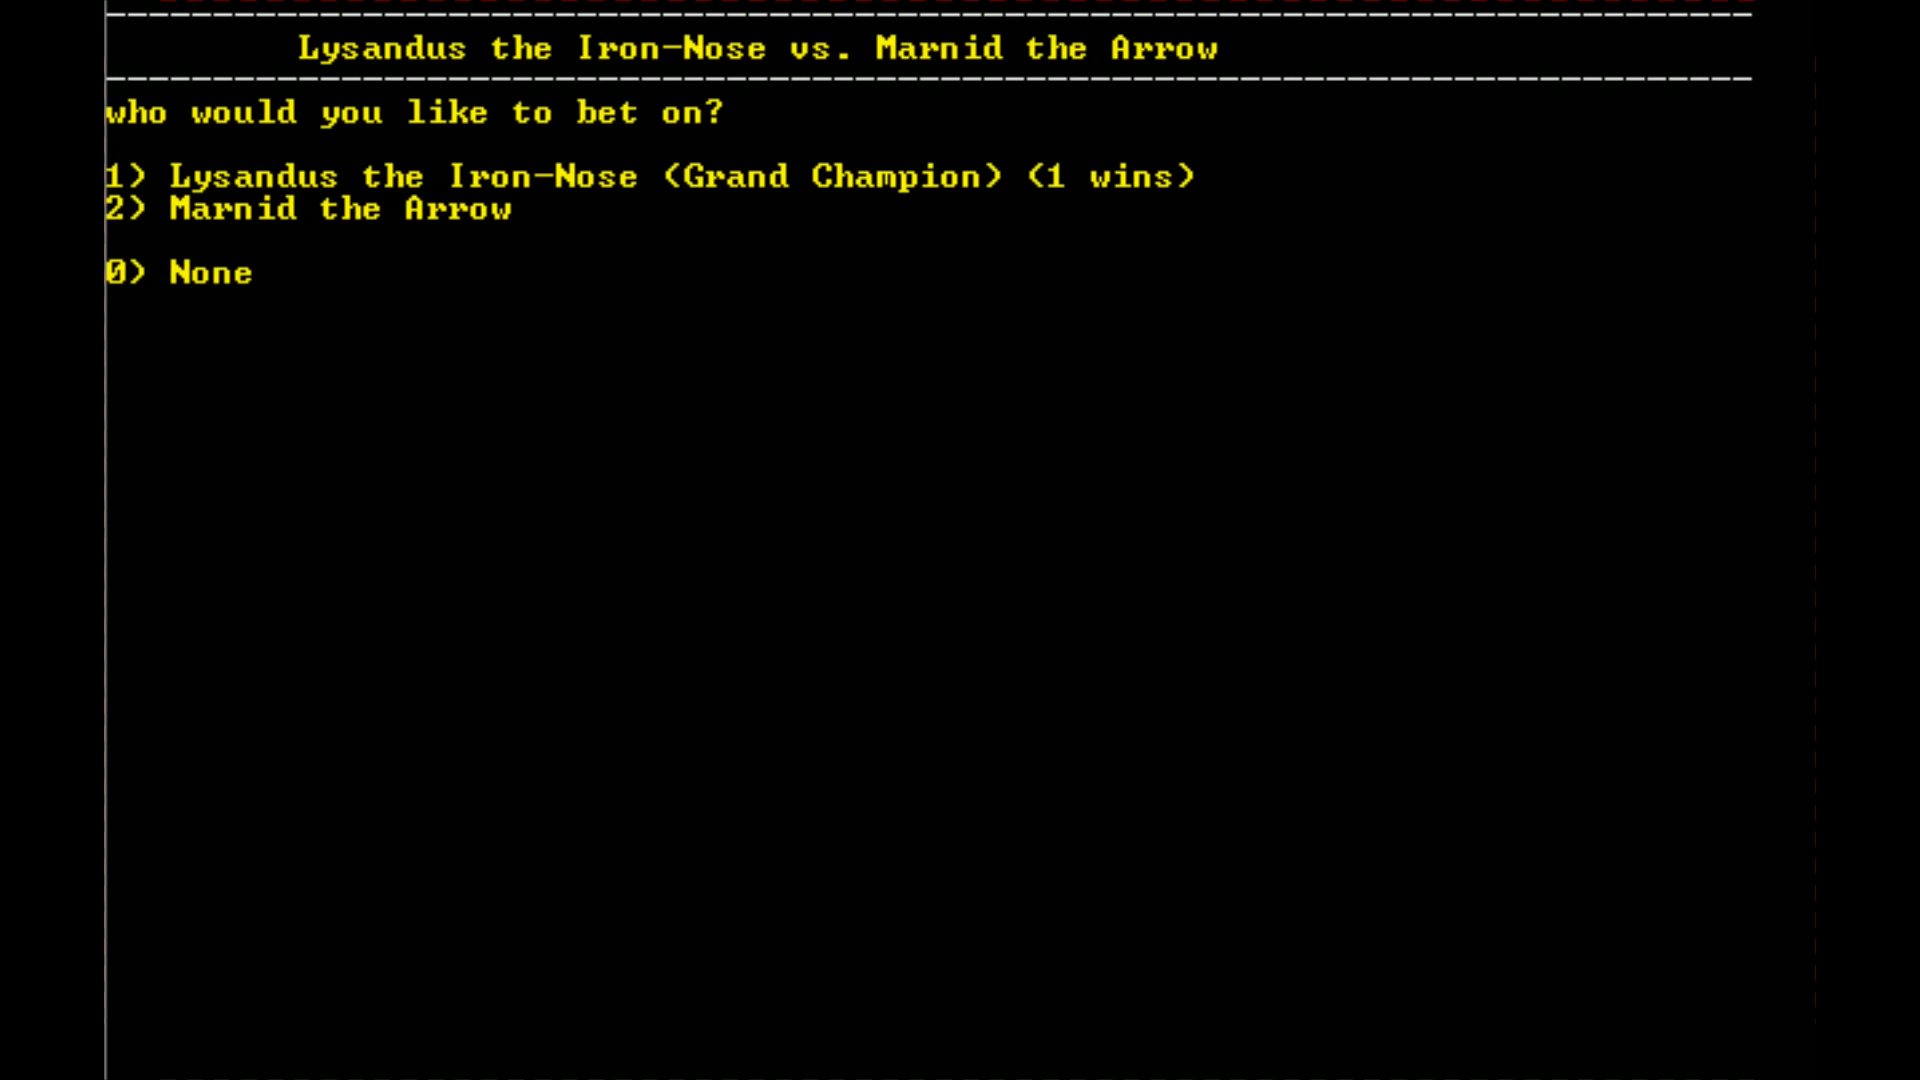 Lysandus the Iron-Nose vs. Marnid the Arrow
who would you like to bet on?
1) Lysandus the Iron-Nose (Grand Champion) (1 wins)
2) Marnid the Arrow
0) None